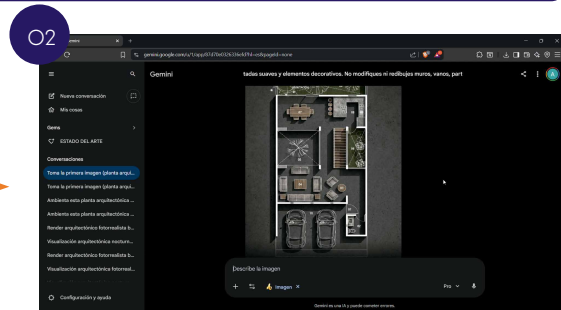 02
gemini.google.com
Gemini
tadas suaves y elementos decorativos. No modifiques ni redibujes muros, vanos, part
Nueva conversación
Mis cosas
Gems
ESTADO DEL ARTE
Conversaciones
Toma la primera imagen (planta arqui...
Toma la primera imagen (planta arqui...
Ambienta esta planta arquitectónica ...
Ambienta esta planta arquitectónica ...
Render arquitectónico fotorrealista b...
Visualización arquitectónica nocturn...
Render arquitectónico fotorrealista b...
Visualización arquitectónica fotorreal...
Configuración y ayuda
Describe la imagen
Imagen
Pro
Gemini es una IA y puede cometer errores.